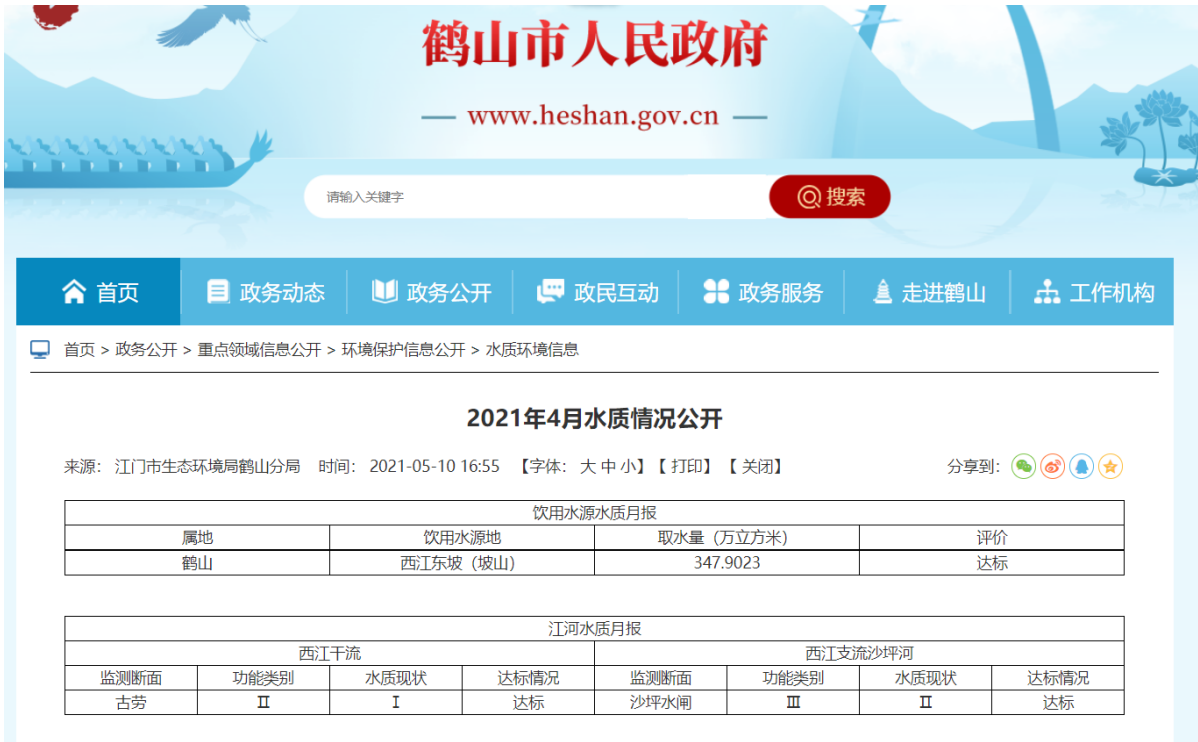 鹤山市人民政府
www.heshan.gov.cn
请输入关键字 搜索
首页 政务动态 政务公开 政民互动 政务服务 走进鹤山 工作机构
首页 > 政务公开 > 重点领域信息公开 > 环境保护信息公开 > 水质环境信息
2021年4月水质情况公开
来源: 江门市生态环境局鹤山分局 时间: 2021-05-10 16:55 【字体: 大 中 小】【 打印】【 关闭】 分享到:
饮用水源水质月报
属地 饮用水源地 取水量（万立方米） 评价
鹤山 西江东坡（坡山） 347.9023 达标
江河水质月报
西江干流 西江支流沙坪河
监测断面 功能类别 水质现状 达标情况 监测断面 功能类别 水质现状 达标情况
古劳 Ⅱ Ⅰ 达标 沙坪水闸 Ⅲ Ⅱ 达标